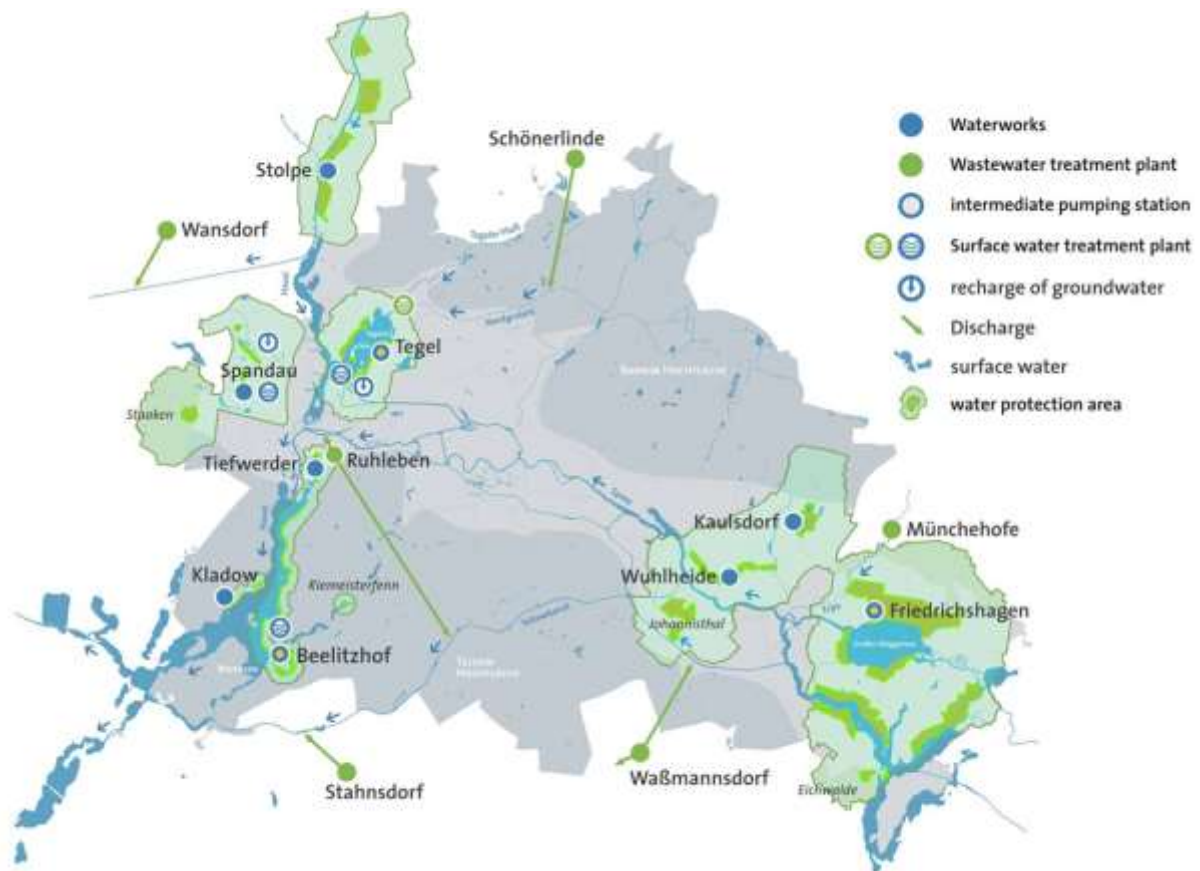 Schönerlinde
Waterworks
Stolpe
Wastewater treatment plant
Wansdorf
intermediate pumping station
Surface water treatment plant
recharge of groundwater
Discharge
Tegel
surface water
Spandau
water protection area
Staaken
Tiefwerder
Ruhleben
Kaulsdorf
Münchehofe
Wuhlheide
Kladow
Riemeisterfenn
Friedrichshagen
Johannisthal
Beelitzhof
Waßmannsdorf
Stahnsdorf
Eichwalde